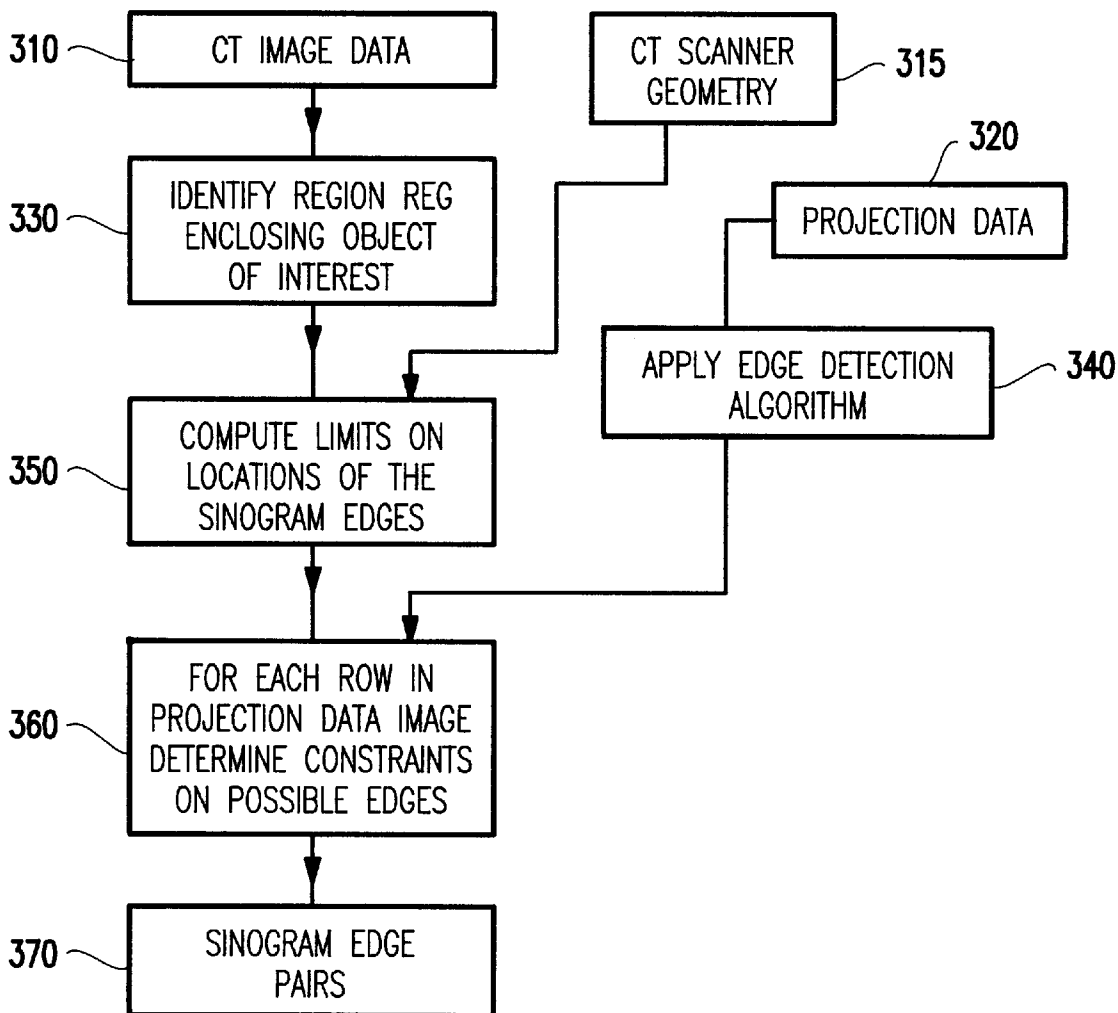 310
CT IMAGE DATA
CT SCANNER
GEOMETRY
315
320
PROJECTION DATA
330
IDENTIFY REGION REG
ENCLOSING OBJECT
OF INTEREST
APPLY EDGE DETECTION
ALGORITHM
340
350
COMPUTE LIMITS ON
LOCATIONS OF THE
SINOGRAM EDGES
360
FOR EACH ROW IN
PROJECTION DATA IMAGE
DETERMINE CONSTRAINTS
ON POSSIBLE EDGES
370
SINOGRAM EDGE
PAIRS